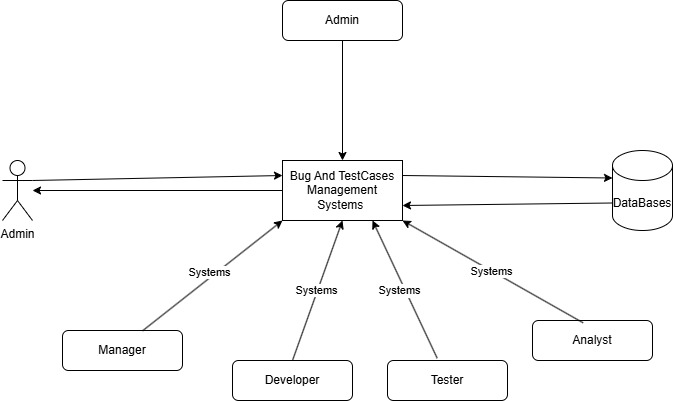 Admin
Bug And TestCases
Management
Systems
DataBases
Admin
Systems
Systems
Systems
Systems
Manager
Developer
Tester
Analyst